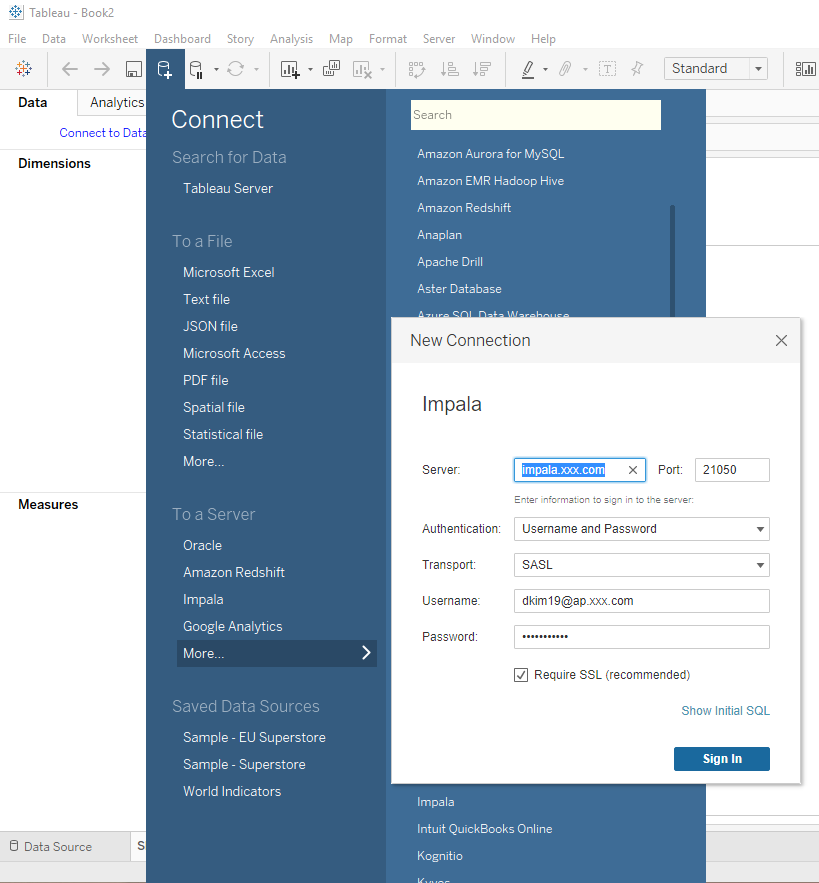 Tableau - Book2
File Data Worksheet Dashboard Story Analysis Map Format Server Window Help
Standard
Data Analytics
Connect to Data
Dimensions
Measures
Data Source
S
Connect
Search for Data
Tableau Server
To a File
Microsoft Excel
Text file
JSON file
Microsoft Access
PDF file
Spatial file
Statistical file
More...
To a Server
Oracle
Amazon Redshift
Impala
Google Analytics
More...
Saved Data Sources
Sample - EU Superstore
Sample - Superstore
World Indicators
Search
Amazon Aurora for MySQL
Amazon EMR Hadoop Hive
Amazon Redshift
Anaplan
Apache Drill
Aster Database
Azure SQL Data Warehouse
New Connection
Impala
Server: impala.xxx.com Port: 21050
Enter information to sign in to the server:
Authentication: Username and Password
Transport: SASL
Username: dkim19@ap.xxx.com
Password: •••••••••••
Require SSL (recommended)
Show Initial SQL
Sign In
Impala
Intuit QuickBooks Online
Kognitio
Kyvos